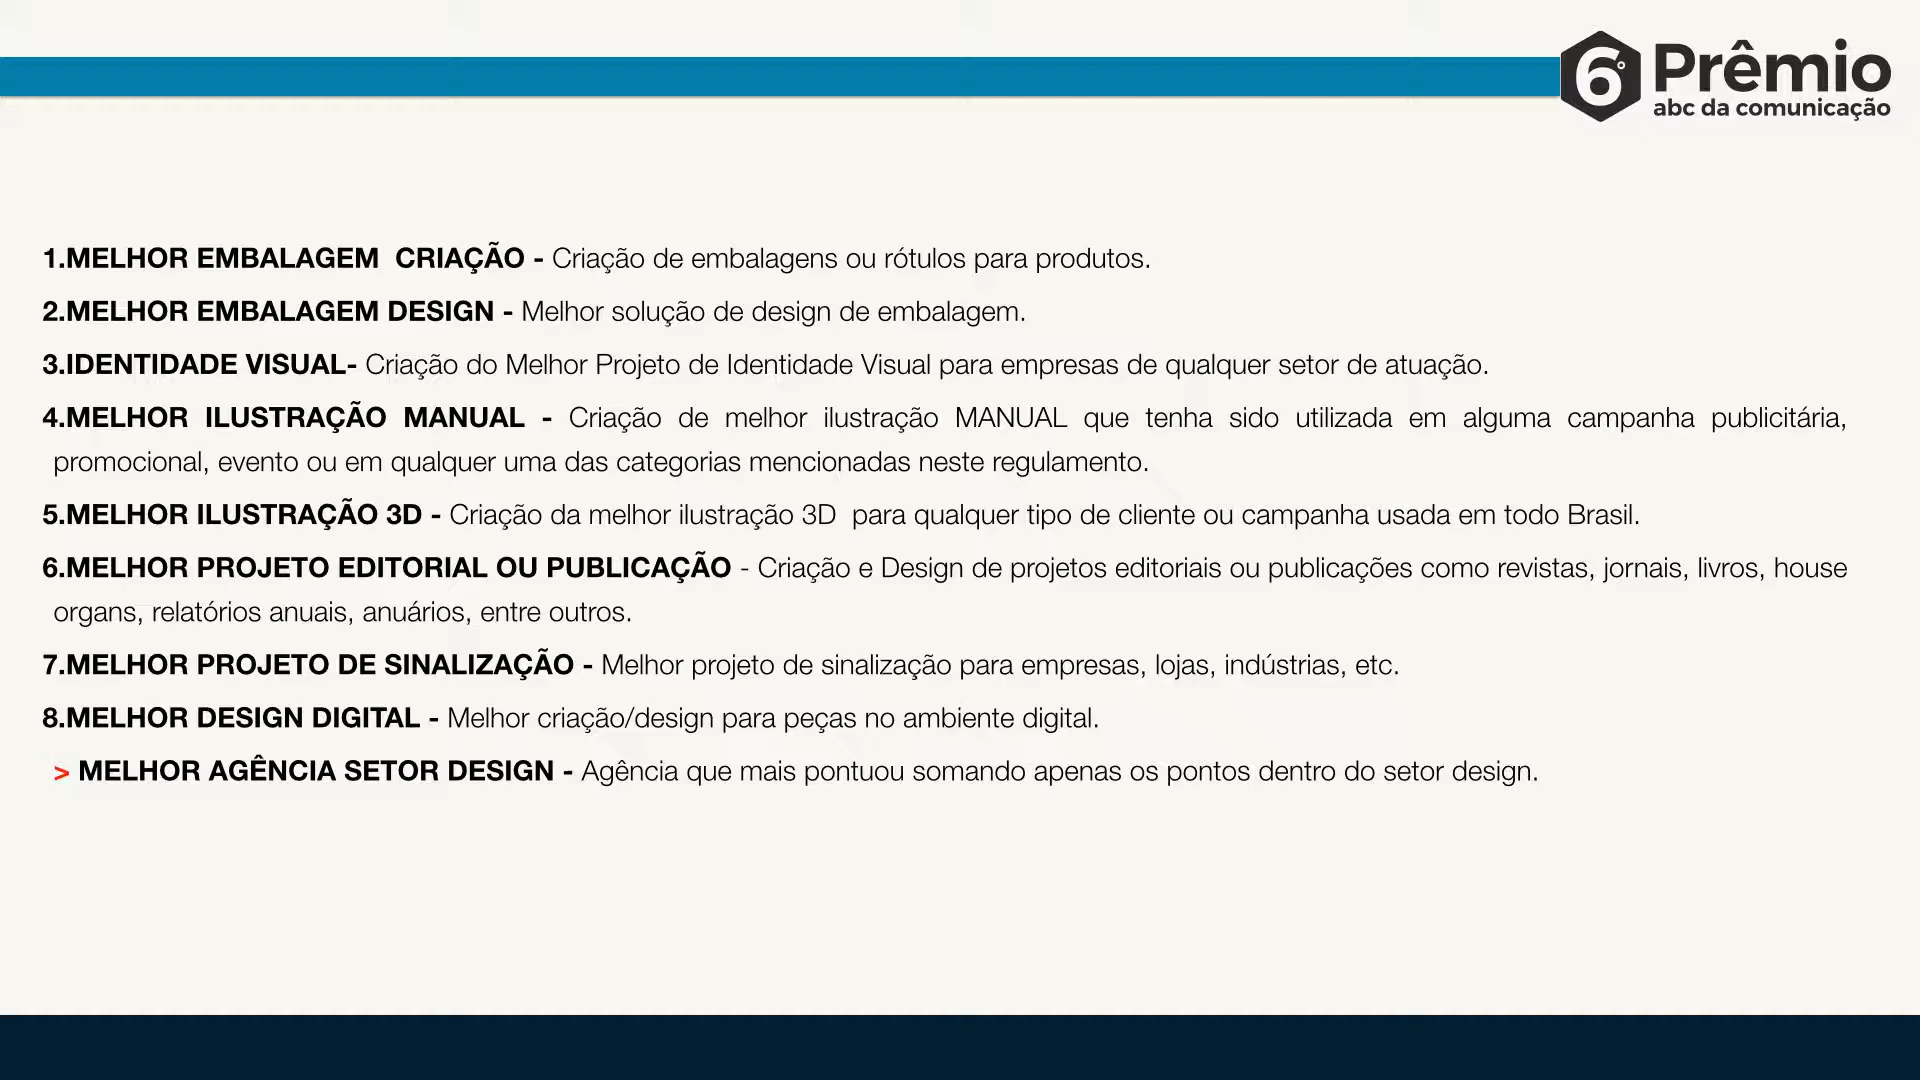 6º Prêmio
abc da comunicação
1.MELHOR EMBALAGEM  CRIAÇÃO - Criação de embalagens ou rótulos para produtos.
2.MELHOR EMBALAGEM DESIGN - Melhor solução de design de embalagem.
3.IDENTIDADE VISUAL- Criação do Melhor Projeto de Identidade Visual para empresas de qualquer setor de atuação.
4.MELHOR ILUSTRAÇÃO MANUAL - Criação de melhor ilustração MANUAL que tenha sido utilizada em alguma campanha publicitária,
promocional, evento ou em qualquer uma das categorias mencionadas neste regulamento.
5.MELHOR ILUSTRAÇÃO 3D - Criação da melhor ilustração 3D  para qualquer tipo de cliente ou campanha usada em todo Brasil.
6.MELHOR PROJETO EDITORIAL OU PUBLICAÇÃO - Criação e Design de projetos editoriais ou publicações como revistas, jornais, livros, house
organs, relatórios anuais, anuários, entre outros.
7.MELHOR PROJETO DE SINALIZAÇÃO - Melhor projeto de sinalização para empresas, lojas, indústrias, etc.
8.MELHOR DESIGN DIGITAL - Melhor criação/design para peças no ambiente digital.
> MELHOR AGÊNCIA SETOR DESIGN - Agência que mais pontuou somando apenas os pontos dentro do setor design.